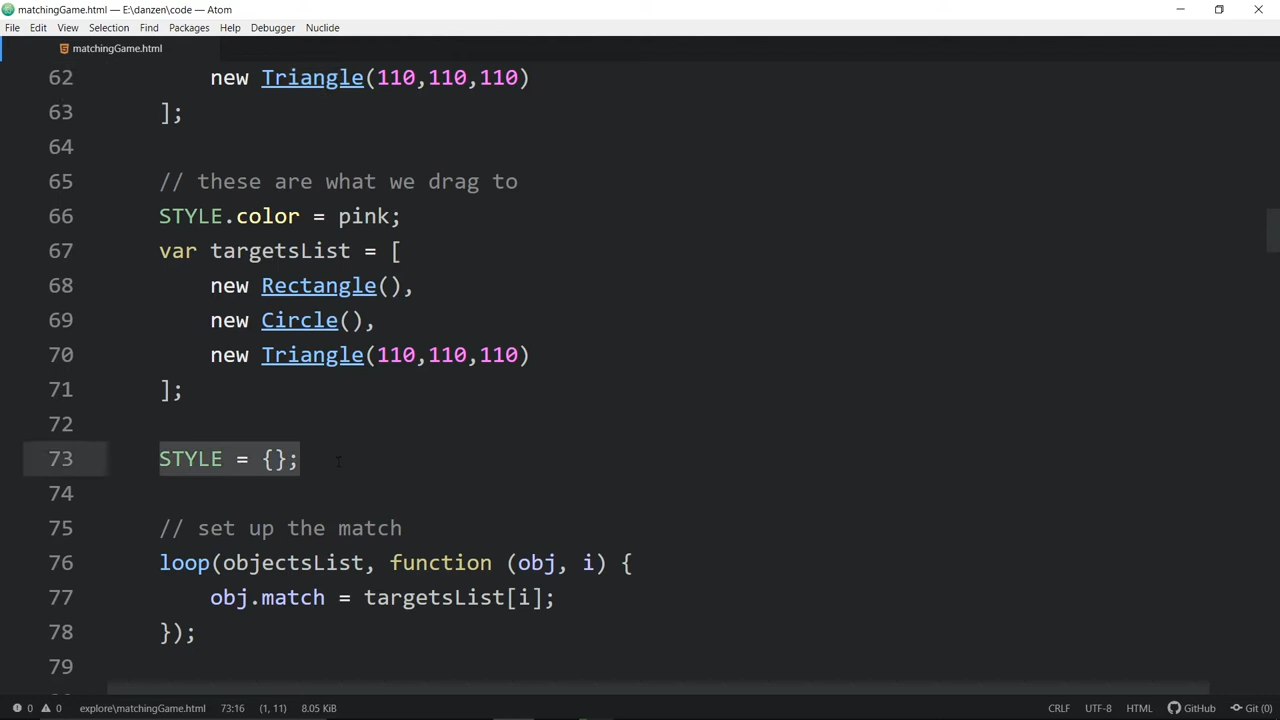 matchingGame.html — E:\danzen\code — Atom
File Edit View Selection Find Packages Help Debugger Nuclide
matchingGame.html
62 new Triangle(110,110,110)
63 ];
64
65 // these are what we drag to
66 STYLE.color = pink;
67 var targetsList = [
68 new Rectangle(),
69 new Circle(),
70 new Triangle(110,110,110)
71 ];
72
73 STYLE = {};
74
75 // set up the match
76 loop(objectsList, function (obj, i) {
77 obj.match = targetsList[i];
78 });
79
0 0 explore\matchingGame.html 73:16 (1, 11) 8.05 KiB CRLF UTF-8 HTML GitHub Git (0)